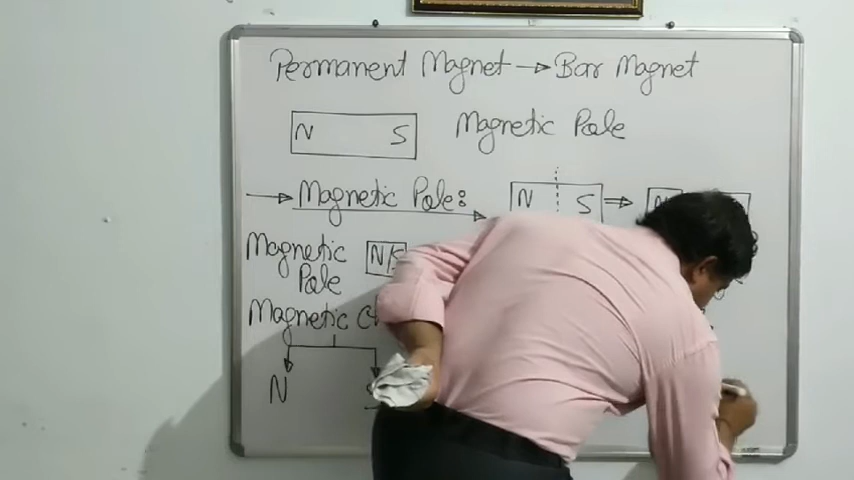 Permanent Magnet → Bar Magnet
N S Magnetic Pole
→ Magnetic Pole: N S ⇒ N
Magnetic N/S
Pole
Magnetic
N